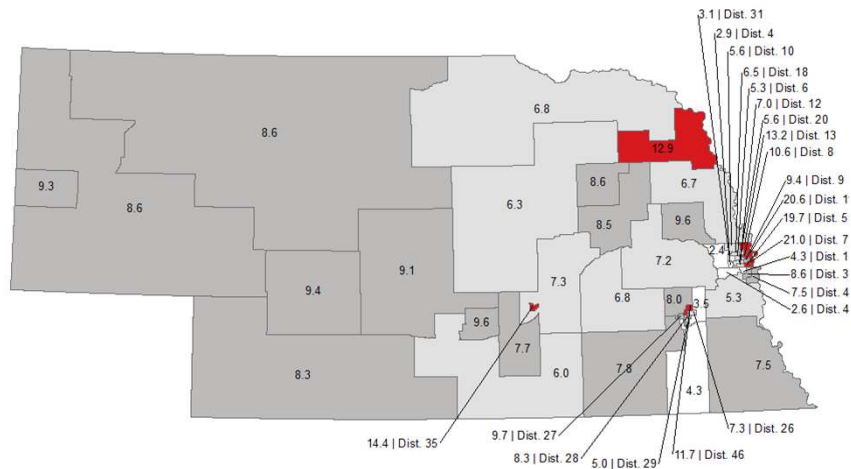 3.1 | Dist. 31
2.9 | Dist. 4
5.6 | Dist. 10
6.5 | Dist. 18
5.3 | Dist. 6
7.0 | Dist. 12
5.6 | Dist. 20
13.2 | Dist. 13
10.6 | Dist. 8
9.4 | Dist. 9
20.6 | Dist. 1
19.7 | Dist. 5
21.0 | Dist. 7
4.3 | Dist. 1
8.6 | Dist. 3
7.5 | Dist. 4
2.6 | Dist. 4
6.8
8.6
12.9
9.3
8.6
8.6
6.7
6.3
8.5
9.6
2.4
9.1
7.2
9.4
7.3
6.8
8.0
3.5
5.3
9.6
7.7
8.3
6.0
7.8
4.3
7.5
14.4 | Dist. 35
9.7 | Dist. 27
8.3 | Dist. 28
5.0 | Dist. 29
11.7 | Dist. 46
7.3 | Dist. 26